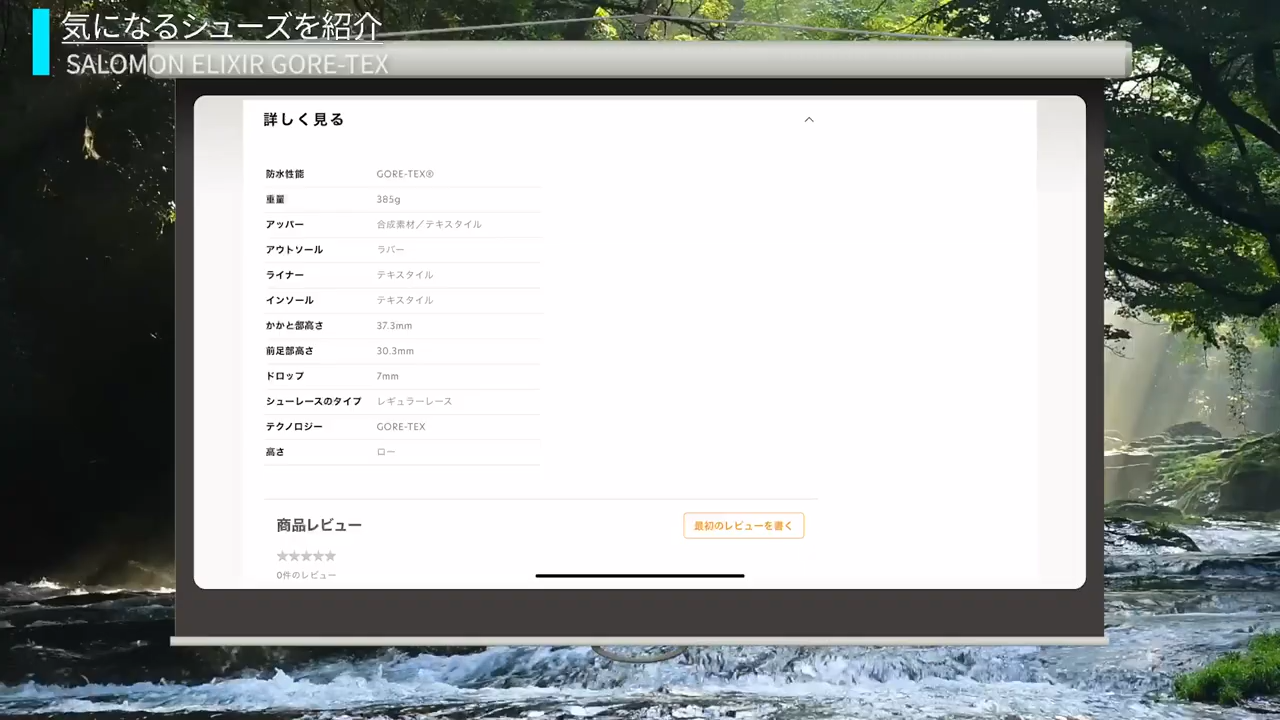 気になるシューズを紹介
SALOMON ELIXIR GORE-TEX
詳しく見る
防水性能 GORE-TEX®
重量 385g
アッパー 合成素材／テキスタイル
アウトソール ラバー
ライナー テキスタイル
インソール テキスタイル
かかと部高さ 37.3mm
前足部高さ 30.3mm
ドロップ 7mm
シューレースのタイプ レギュラーレース
テクノロジー GORE-TEX
高さ ロー
商品レビュー 最初のレビューを書く
★★★★★
0件のレビュー